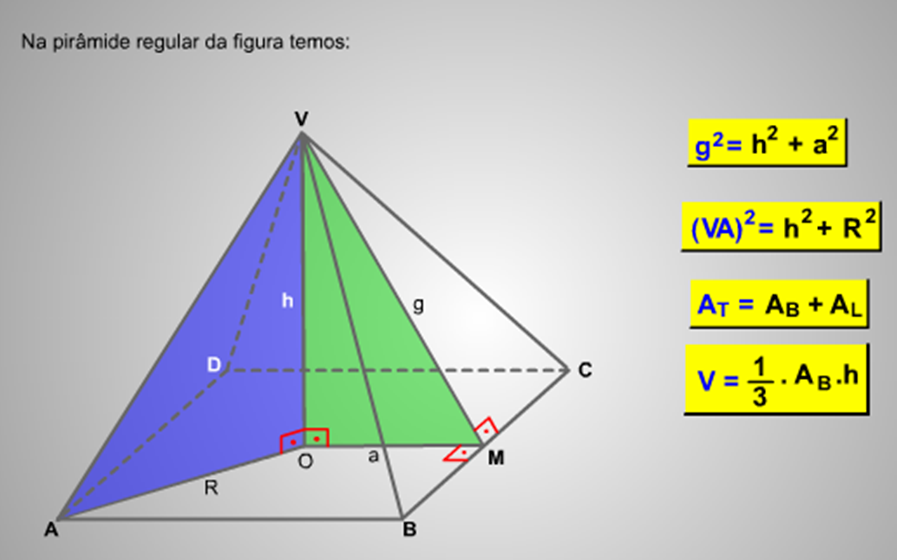 Na pirâmide regular da figura temos:
V
g² = h² + a²
(VA)² = h² + R²
h
g
A_T = A_B + A_L
D
C
V = 1/3 · A_B.h
O
a
M
R
A
B